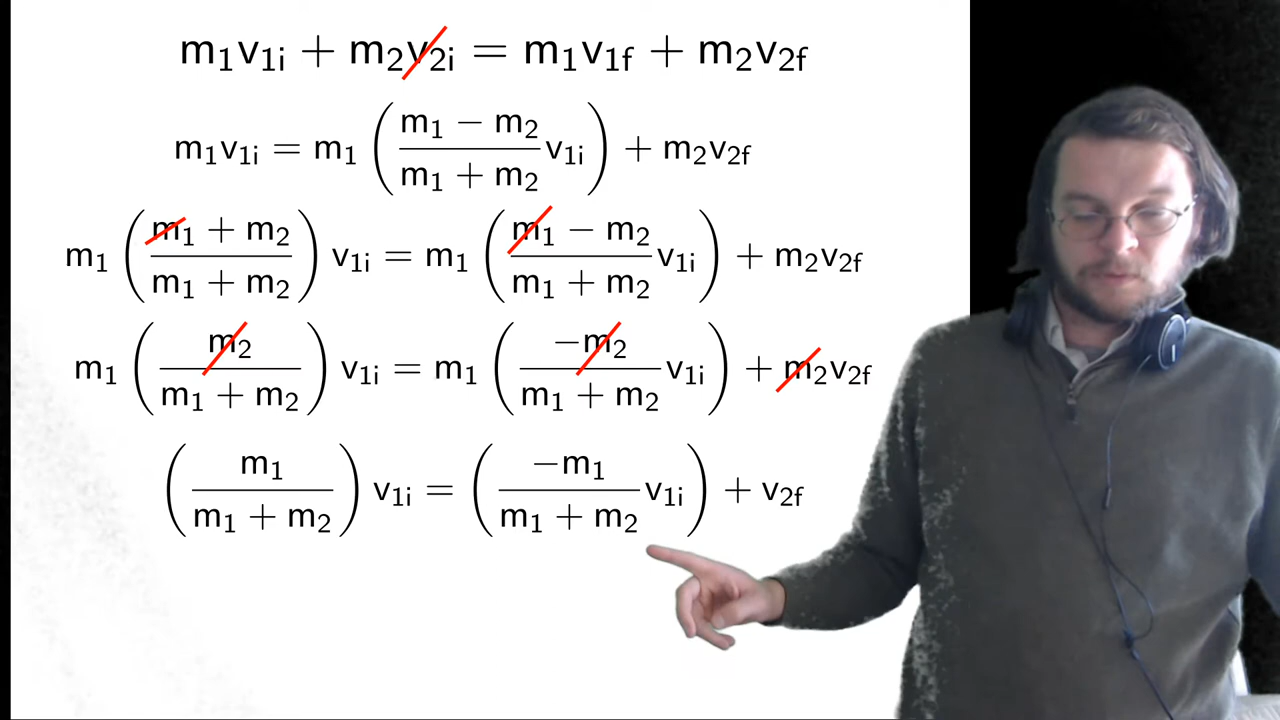 m₁v₁ᵢ + m₂v₂ᵢ = m₁v₁f + m₂v₂f
m₁v₁ᵢ = m₁ ( (m₁ − m₂)/(m₁ + m₂) v₁ᵢ ) + m₂v₂f
m₁ ( (m₁ + m₂)/(m₁ + m₂) ) v₁ᵢ = m₁ ( (m₁ − m₂)/(m₁ + m₂) v₁ᵢ ) + m₂v₂f
m₁ ( m₂/(m₁ + m₂) ) v₁ᵢ = m₁ ( −m₂/(m₁ + m₂) v₁ᵢ ) + m₂v₂f
( m₁/(m₁ + m₂) ) v₁ᵢ = ( −m₁/(m₁ + m₂) v₁ᵢ ) + v₂f